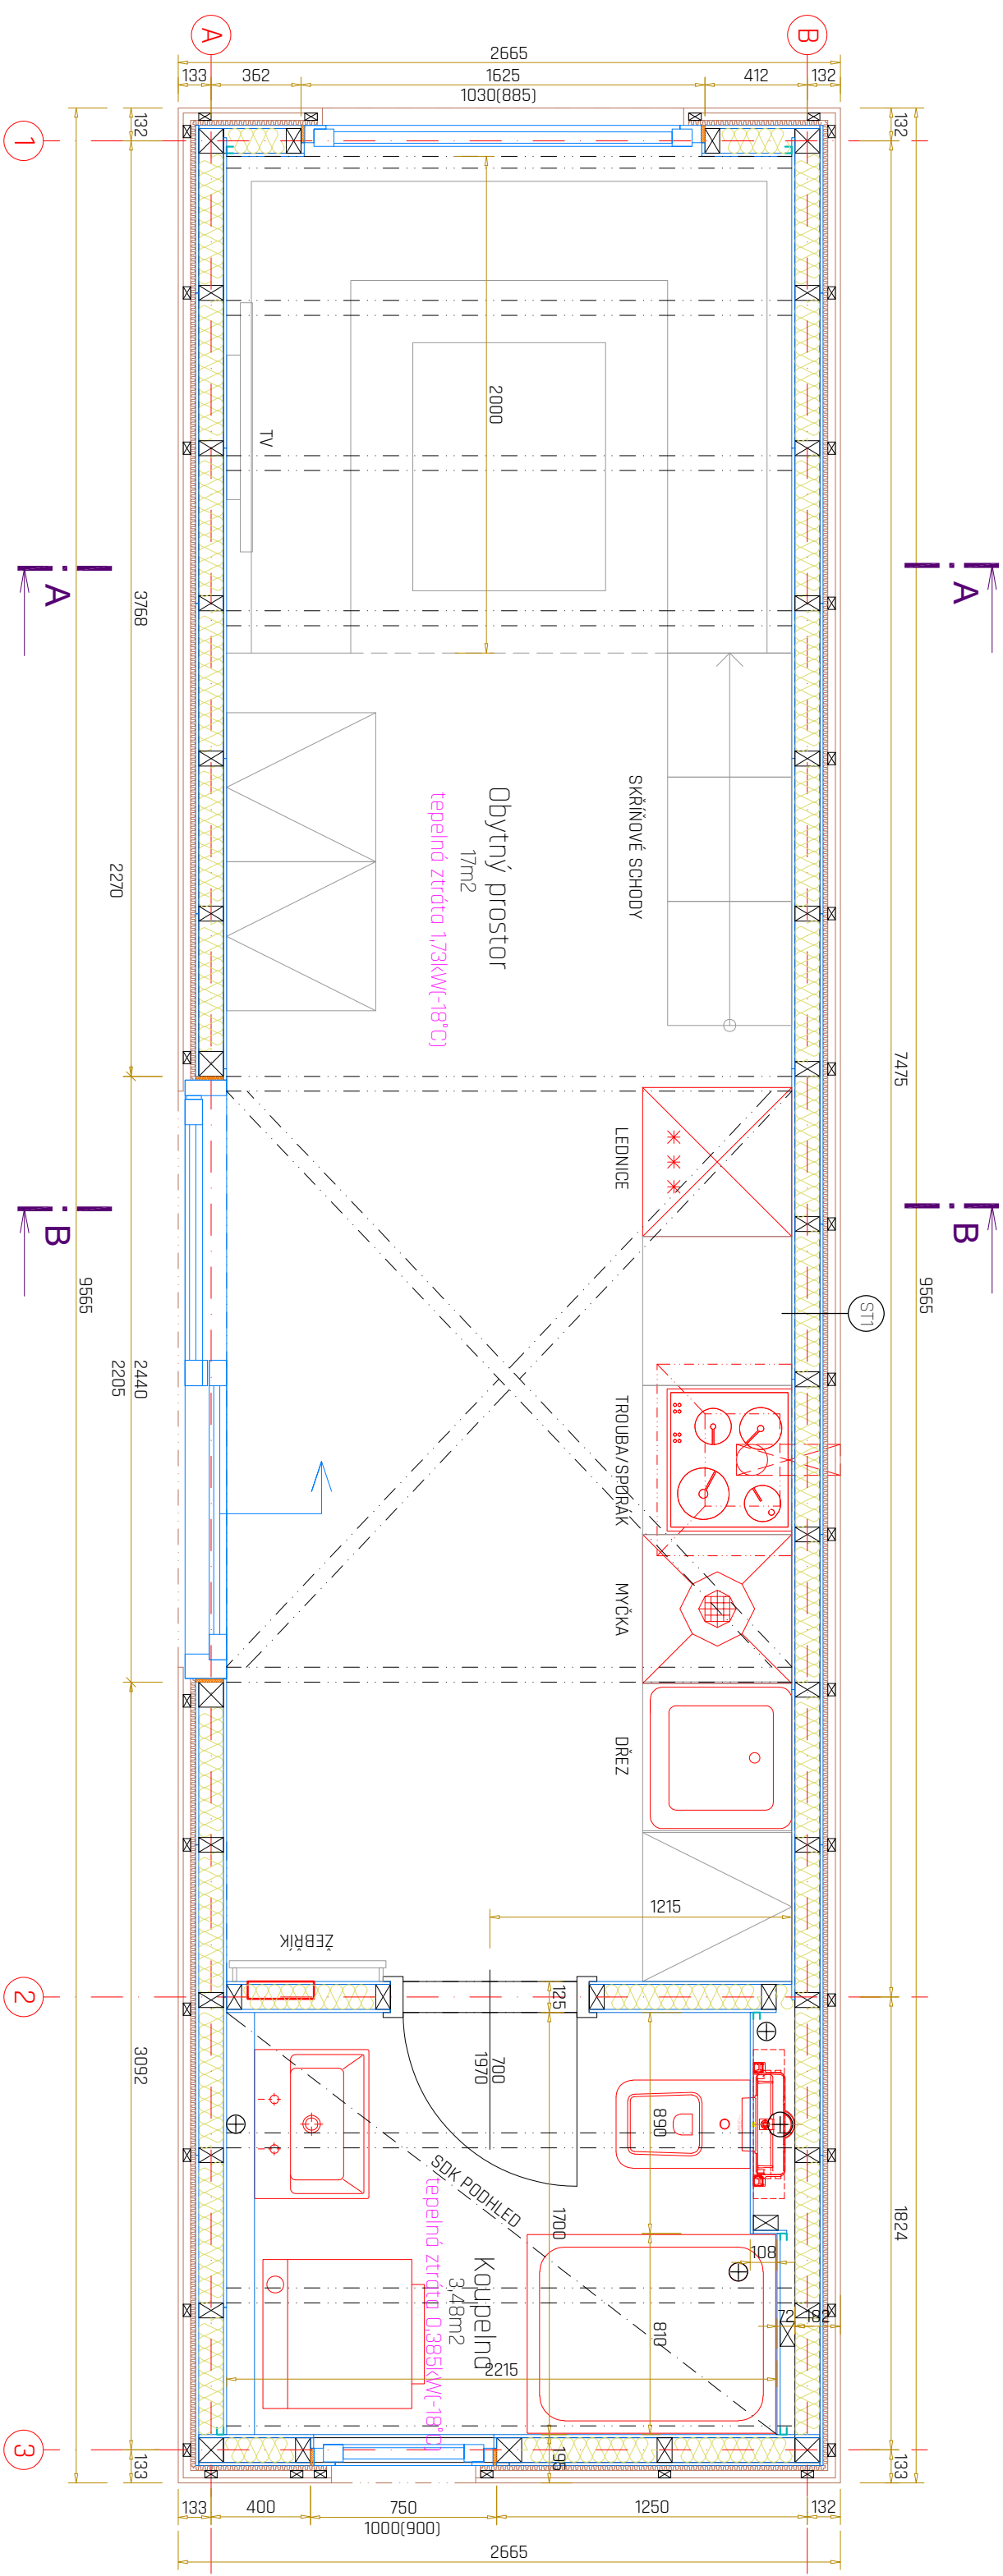 A
B
2665
133
362
1625
412
132
1030(885)
132
132
1
2000
TV
A
A
3768
SKŘÍŇOVÉ SCHODY
Obytný prostor
17m2
tepelná ztráta 1,73kW(-18°C)
2270
7475
LEDNICE
B
B
9565
9565
ST1
2440
2205
TROUBA/SPORÁK
MYČKA
DŘEZ
1215
ŽEBŘÍK
2
125
700
1970
3092
890
SDK PODHLED
1700
1824
108
72
182
Koupelna
3,48m2
tepelná ztráta 0,385kW(-18°C)
810
2215
3
195
133
133
133
400
750
1250
132
1000(900)
2665